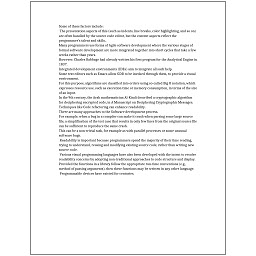 Some of these factors include:
The presentation aspects of this (such as indents, line breaks, color highlighting, and so on) are often handled by the source code editor, but the content aspects reflect the programmer's talent and skills.
Many programmers use forms of Agile software development where the various stages of formal software development are more integrated together into short cycles that take a few weeks rather than years.
However, Charles Babbage had already written his first program for the Analytical Engine in 1837.
Integrated development environments (IDEs) aim to integrate all such help.
Some text editors such as Emacs allow GDB to be invoked through them, to provide a visual environment.
For this purpose, algorithms are classified into orders using so-called Big O notation, which expresses resource use, such as execution time or memory consumption, in terms of the size of an input.
In the 9th century, the Arab mathematician Al-Kindi described a cryptographic algorithm for deciphering encrypted code, in A Manuscript on Deciphering Cryptographic Messages.
Techniques like Code refactoring can enhance readability.
There are many approaches to the Software development process.
For example, when a bug in a compiler can make it crash when parsing some large source file, a simplification of the test case that results in only few lines from the original source file can be sufficient to reproduce the same crash.
This can be a non-trivial task, for example as with parallel processes or some unusual software bugs.
Readability is important because programmers spend the majority of their time reading, trying to understand, reusing and modifying existing source code, rather than writing new source code.
Various visual programming languages have also been developed with the intent to resolve readability concerns by adopting non-traditional approaches to code structure and display.
Provided the functions in a library follow the appropriate run-time conventions (e.g., method of passing arguments), then these functions may be written in any other language.
Programmable devices have existed for centuries.